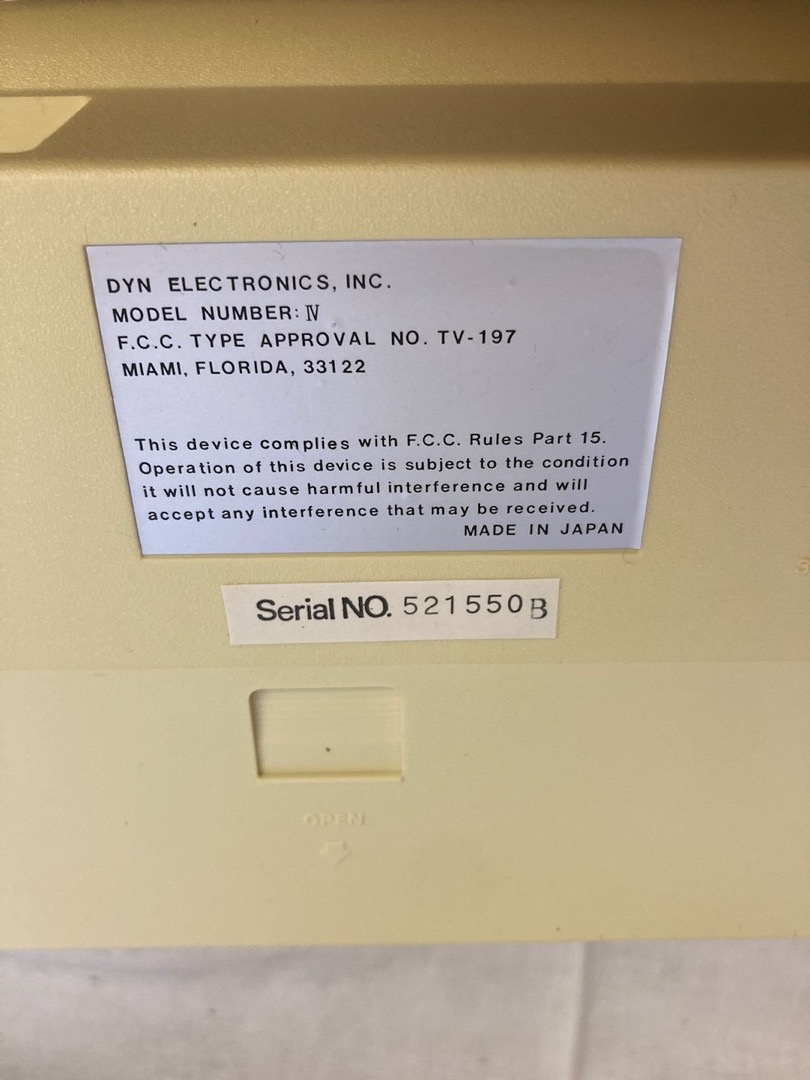 DYN ELECTRONICS, INC.
MODEL NUMBER: IV
F.C.C. TYPE APPROVAL NO. TV-197
MIAMI, FLORIDA, 33122
This device complies with F.C.C. Rules Part 15.
Operation of this device is subject to the condition
it will not cause harmful interference and will
accept any interference that may be received.
MADE IN JAPAN
Serial NO. 521550B
OPEN